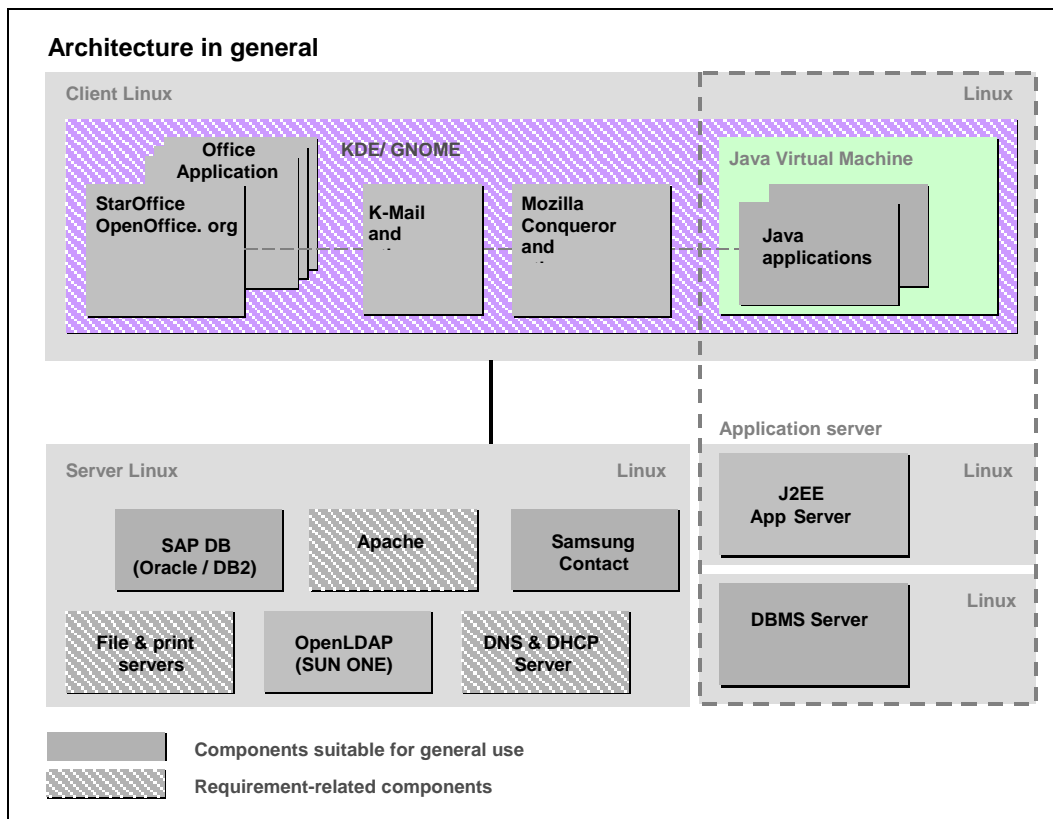 Architecture in general
Client Linux
Linux
Office
Application
KDE/ GNOME
Java Virtual Machine
StarOffice
OpenOffice. org
K-Mail
and
Mozilla
Conqueror
and
Java
applications
Application server
Server Linux
Linux
J2EE
App Server
Linux
SAP DB
(Oracle / DB2)
Apache
Samsung
Contact
DBMS Server
Linux
File & print
servers
OpenLDAP
(SUN ONE)
DNS & DHCP
Server
Components suitable for general use
Requirement-related components